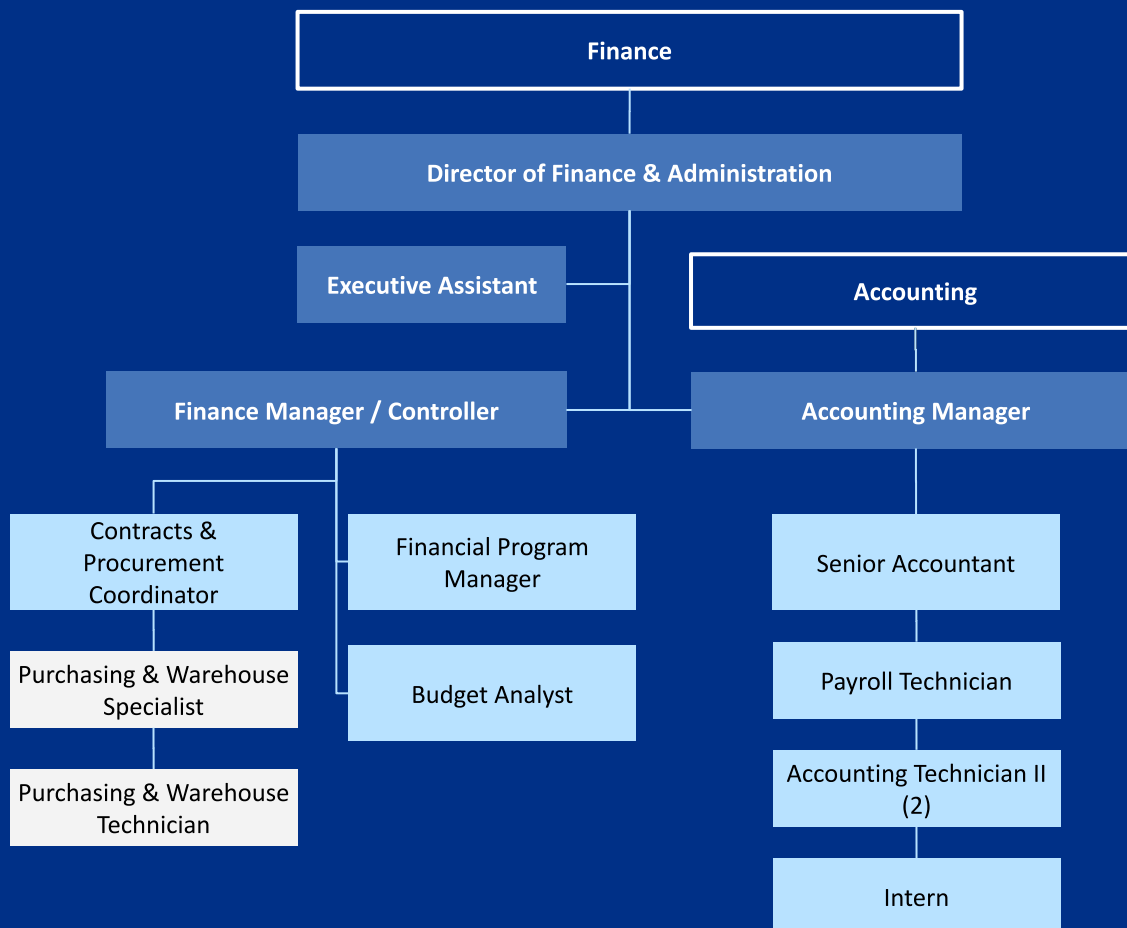 Finance
Director of Finance & Administration
Executive Assistant
Accounting
Finance Manager / Controller
Accounting Manager
Contracts &
Procurement
Coordinator
Financial Program
Manager
Senior Accountant
Purchasing & Warehouse
Specialist
Budget Analyst
Payroll Technician
Purchasing & Warehouse
Technician
Accounting Technician II
(2)
Intern